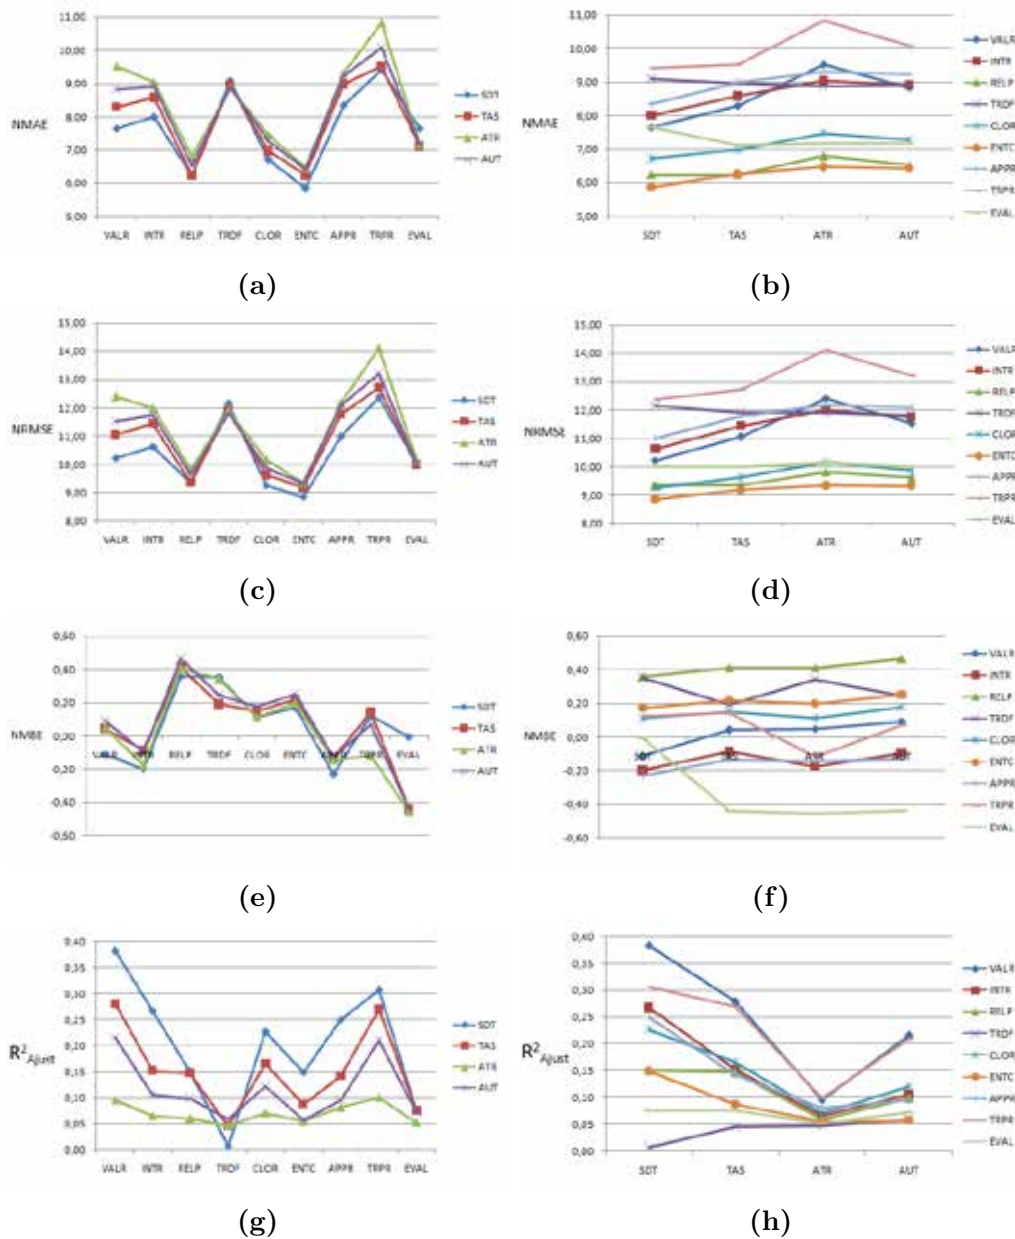 11,00
10,00
9,00
8,00
7,00
6,00
5,00
NMAE
VALR INTR RELP TRDF CLOR ENTC APPR TRPR EVAL
SDT
TAS
ATR
AUT
(a)
11,00
10,00
9,00
8,00
7,00
6,00
5,00
NMAE
SDT TAS ATR AUT
VALR
INTR
RELP
TRDF
CLOR
ENTC
APPR
TRPR
EVAL
(b)
15,00
14,00
13,00
12,00
11,00
10,00
9,00
8,00
NRMSE
VALR INTR RELP TRDF CLOR ENTC APPR TRPR EVAL
SDT
TAS
ATR
AUT
(c)
15,00
14,00
13,00
12,00
11,00
10,00
9,00
8,00
NRMSE
SDT TAS ATR AUT
VALR
INTR
RELP
TRDF
CLOR
ENTC
APPR
TRPR
EVAL
(d)
0,60
0,20
0,00
-0,20
-0,40
NMBE
VALR RELP TRDF CLOR ENTC TRPR EVAL
SDT
TAS
ATR
AUT
(e)
0,60
0,40
0,20
0,00
-0,20
-0,40
-0,60
NMBE
SDT ATR AUT
VALR
INTR
RELP
TRDF
CLOR
ENTC
APPR
TRPR
EVAL
(f)
0,40
0,35
0,30
0,25
0,20
0,15
0,10
0,05
0,00
R² Ajust
VALR INTR RELP TRDF CLOR ENTC APPR TRPR EVAL
SDT
TAS
ATR
AUT
(g)
0,40
0,35
0,30
0,25
0,20
0,15
0,10
0,05
0,00
R² Ajust
SDT TAS ATR AUT
VALR
INTR
RELP
TRDF
CLOR
ENTC
APPR
TRPR
EVAL
(h)